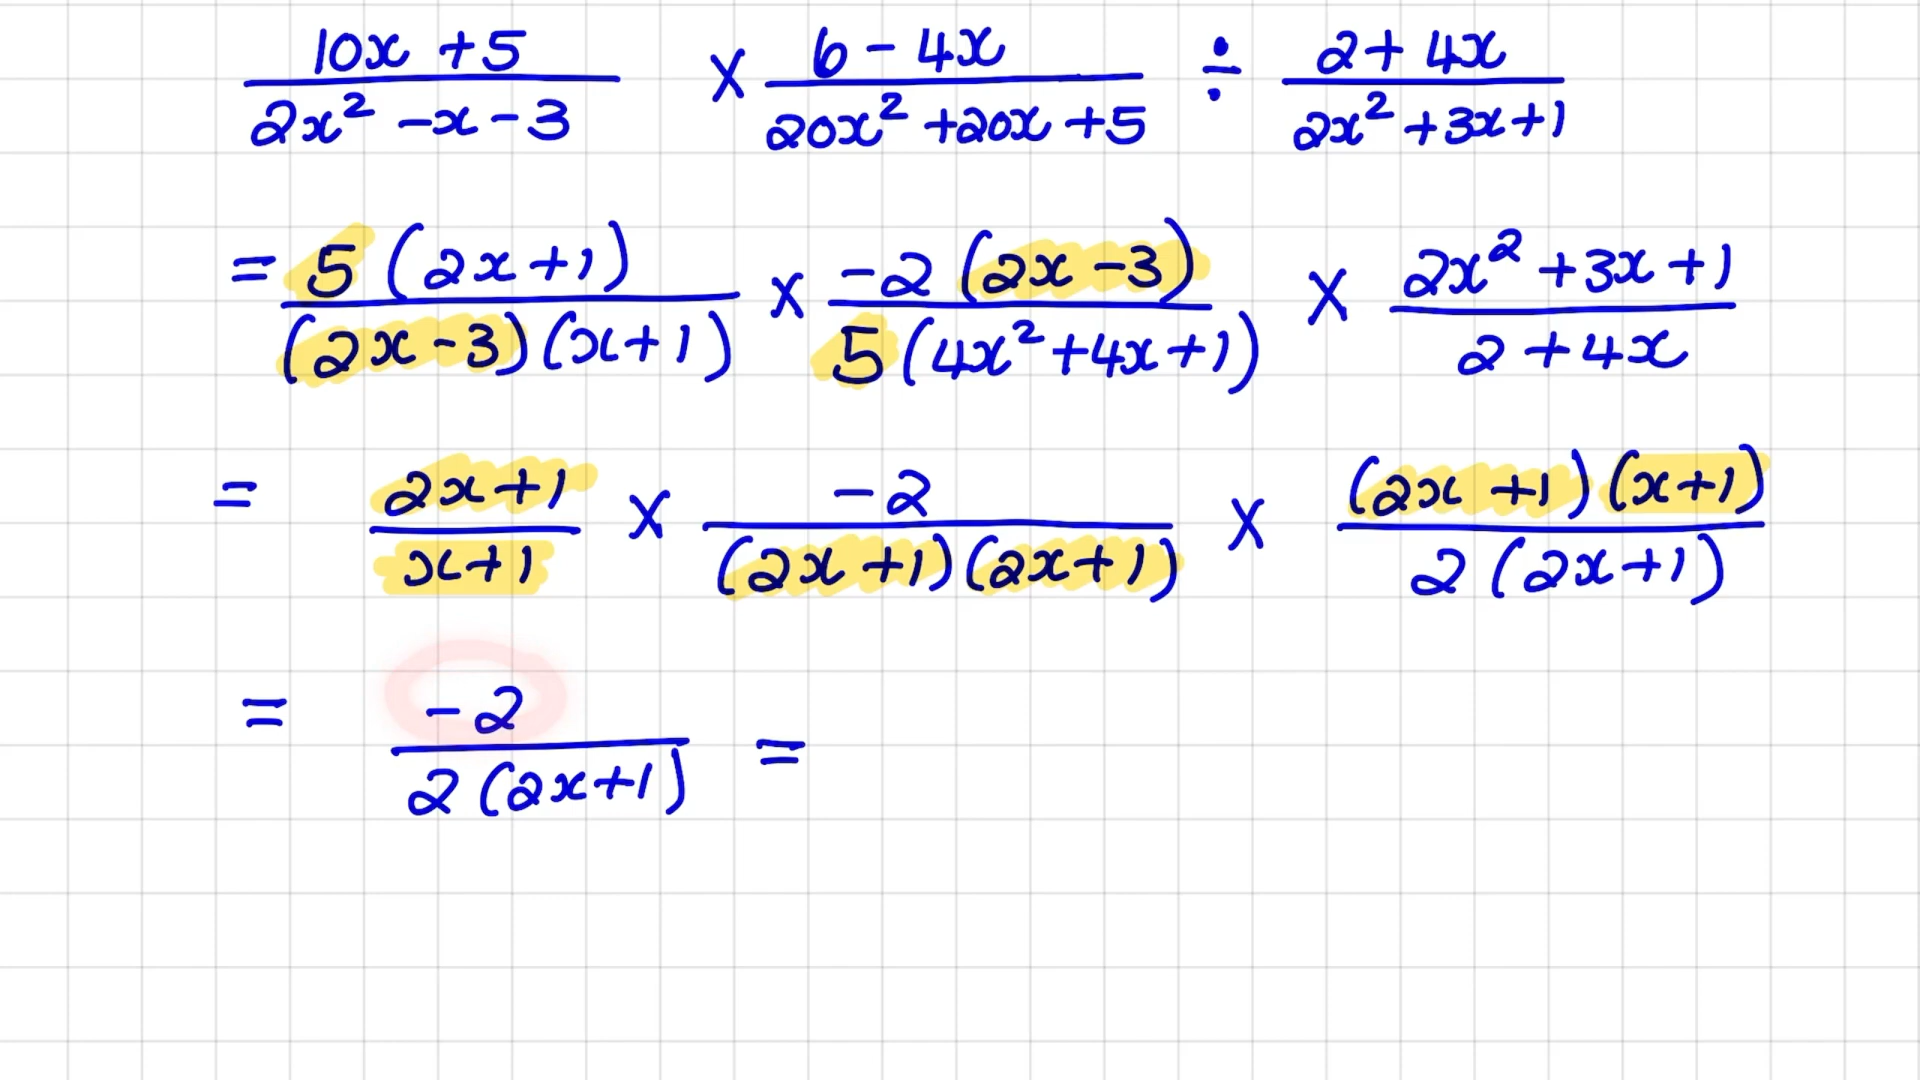 (10x + 5)/(2x² - x - 3) × (6 - 4x)/(20x² + 20x + 5) ÷ (2 + 4x)/(2x² + 3x + 1)
= 5(2x + 1)/((2x - 3)(x + 1)) × -2(2x - 3)/(5(4x² + 4x + 1)) × (2x² + 3x + 1)/(2 + 4x)
= (2x + 1)/(x + 1) × -2/((2x + 1)(2x + 1)) × (2x + 1)(x + 1)/(2(2x + 1))
= -2/(2(2x + 1)) =